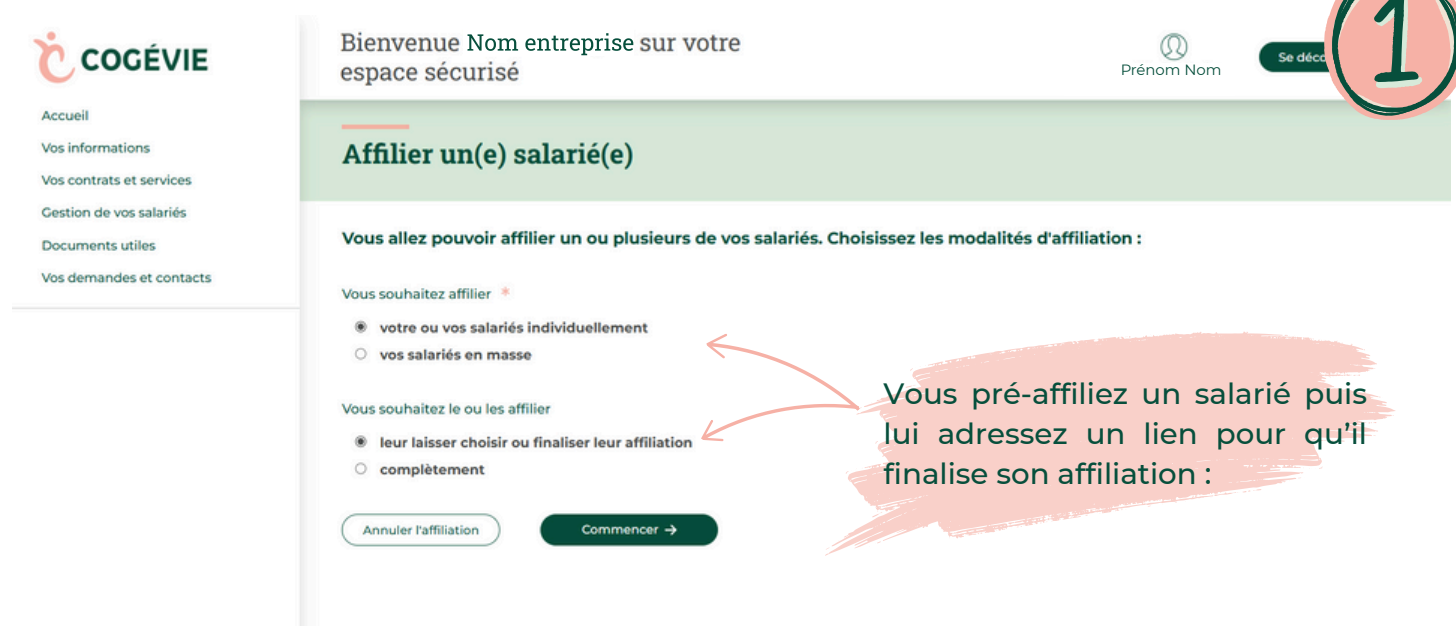 COGÉVIE
Accueil
Vos informations
Vos contrats et services
Gestion de vos salariés
Documents utiles
Vos demandes et contacts
Bienvenue Nom entreprise sur votre
espace sécurisé
Prénom Nom
Se déco
1
Affilier un(e) salarié(e)
Vous allez pouvoir affilier un ou plusieurs de vos salariés. Choisissez les modalités d'affiliation :
Vous souhaitez affilier *
votre ou vos salariés individuellement
vos salariés en masse
Vous souhaitez le ou les affilier
leur laisser choisir ou finaliser leur affiliation
complètement
Annuler l'affiliation
Commencer →
Vous pré-affiliez un salarié puis
lui adressez un lien pour qu’il
finalise son affiliation :